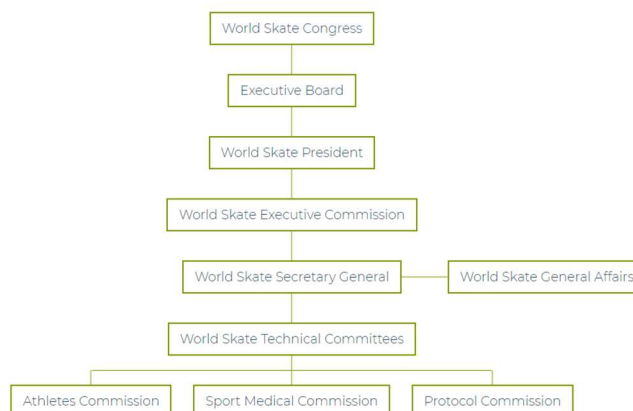 World Skate Congress
Executive Board
World Skate President
World Skate Executive Commission
World Skate Secretary General
World Skate General Affairs
World Skate Technical Committees
Athletes Commission
Sport Medical Commission
Protocol Commission